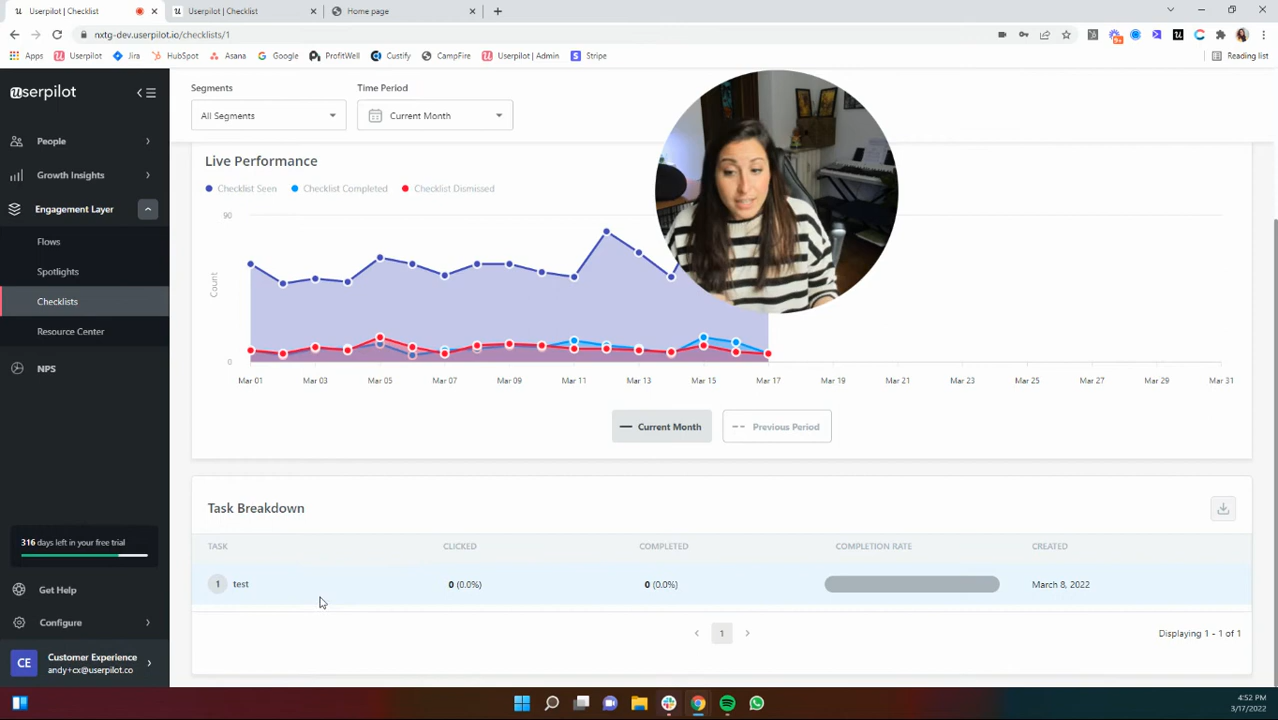 Userpilot | Checklist
Userpilot | Checklist
Home page
nxtg-dev.userpilot.io/checklists/1
Apps
Userpilot
Jira
HubSpot
Asana
Google
ProfitWell
Custify
CampFire
Userpilot | Admin
Stripe
Reading list
userpilot
Segments
Time Period
All Segments
Current Month
People
Growth Insights
Engagement Layer
Flows
Spotlights
Checklists
Resource Center
NPS
Live Performance
Checklist Seen
Checklist Completed
Checklist Dismissed
90
Count
0
Mar 01 Mar 03 Mar 05 Mar 07 Mar 09 Mar 11 Mar 13 Mar 15 Mar 17 Mar 19 Mar 21 Mar 23 Mar 25 Mar 27 Mar 29 Mar 31
Current Month
Previous Period
Task Breakdown
TASK CLICKED COMPLETED COMPLETION RATE CREATED
1 test 0 (0.0%) 0 (0.0%) March 8, 2022
1
Displaying 1 - 1 of 1
316 days left in your free trial
Get Help
Configure
CE
Customer Experience
andy+cx@userpilot.co
4:52 PM
3/17/2022